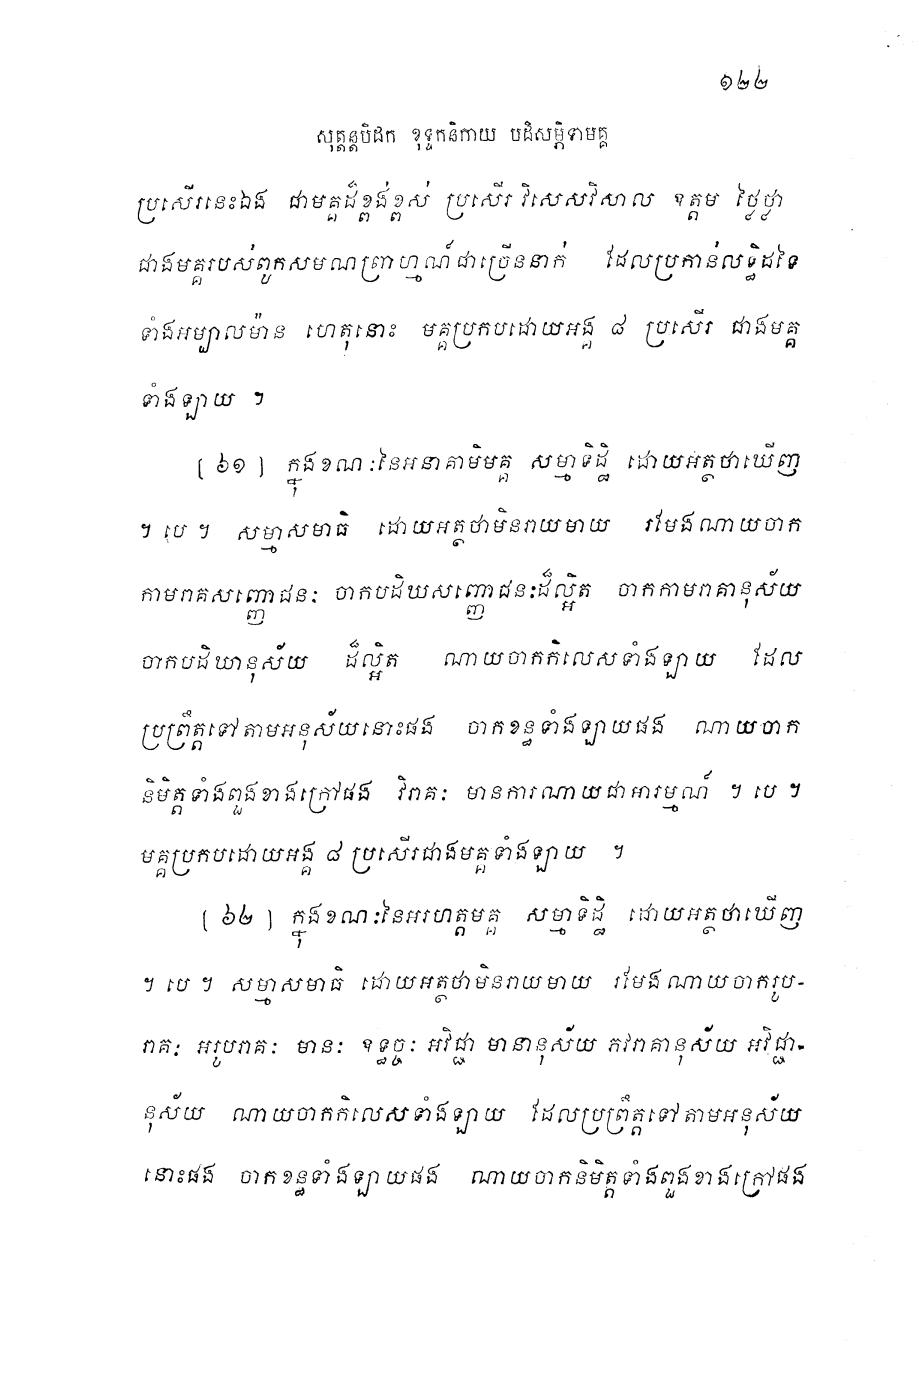 ១២២
សុត្តន្តបិដក ខុទ្ទកនិកាយ បដិសម្ភិទាមគ្គ
ប្រសើរនេះឯង ជាមគ្គដ៏ខ្ពង់ខ្ពស់ ប្រសើរ វិសេសវិសាល ឧត្តម ថ្លៃថ្លា
ជាងមគ្គរបស់ពួកសមណព្រាហ្មណ៍ជាច្រើននាក់ ដែលប្រកាន់លទ្ធិដទៃ
ទាំងអម្បាលម៉ាន ហេតុនោះ មគ្គប្រកបដោយអង្គ ៨ ប្រសើរ ជាងមគ្គ
ទាំងឡាយ ។
[ ៦១ ] ក្នុងខណៈនៃអនាគាមិមគ្គ សម្មាទិដ្ឋិ ដោយអត្ថថាឃើញ
។ បេ ។ សម្មាសមាធិ ដោយអត្ថថាមិនរាយមាយ រមែងណាយចាក
កាមរាគសញ្ញោជនៈ ចាកបដិឃសញ្ញោជនៈដ៏ល្អិត ចាកកាមរាគានុស័យ
ចាកបដិឃានុស័យ ដ៏ល្អិត ណាយចាកកិលេសទាំងឡាយ ដែល
ប្រព្រឹត្តទៅតាមអនុស័យនោះផង ចាកខន្ធទាំងឡាយផង ណាយចាក
និមិត្តទាំងពួងខាងក្រៅផង វិរាគៈ មានការណាយជាអារម្មណ៍ ។ បេ ។
មគ្គប្រកបដោយអង្គ ៨ ប្រសើរជាងមគ្គទាំងឡាយ ។
[ ៦២ ] ក្នុងខណៈនៃអរហត្តមគ្គ សម្មាទិដ្ឋិ ដោយអត្ថថាឃើញ
។ បេ ។ សម្មាសមាធិ ដោយអត្ថថាមិនរាយមាយ រមែងណាយចាករូប-
រាគៈ អរូបរាគៈ មានៈ ឧទ្ធច្ចៈ អវិជ្ជា មានានុស័យ ភវរាគានុស័យ អវិជ្ជា-
នុស័យ ណាយចាកកិលេសទាំងឡាយ ដែលប្រព្រឹត្តទៅតាមអនុស័យ
នោះផង ចាកខន្ធទាំងឡាយផង ណាយចាកនិមិត្តទាំងពួងខាងក្រៅផង